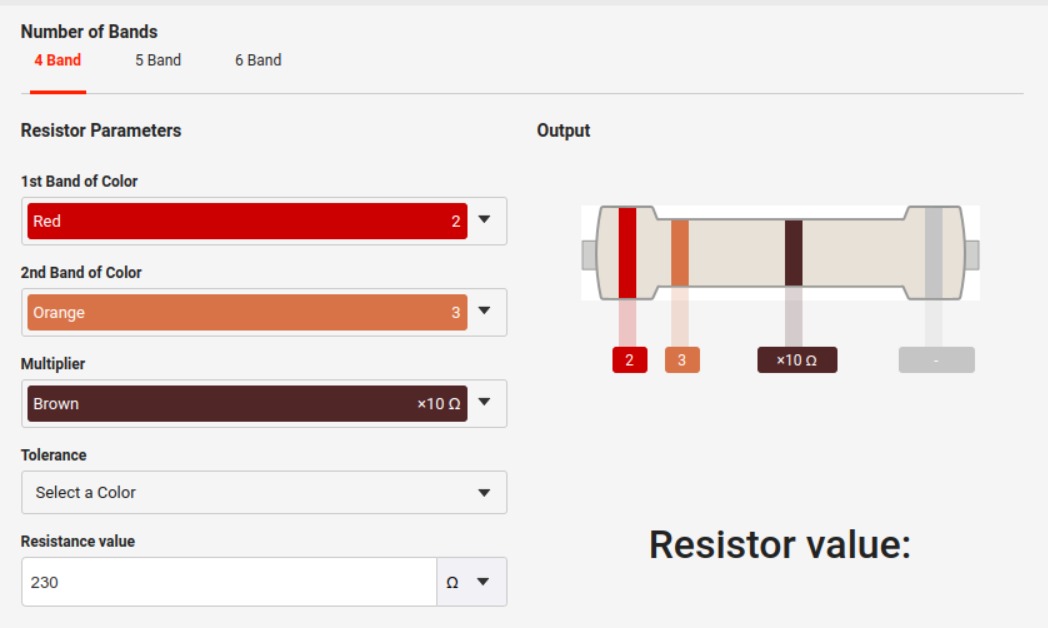 Number of Bands
4 Band 5 Band 6 Band
Resistor Parameters
1st Band of Color
Red 2
2nd Band of Color
Orange 3
Multiplier
Brown ×10 Ω
Tolerance
Select a Color
Resistance value
230 Ω
Output
2 3 ×10 Ω -
Resistor value: